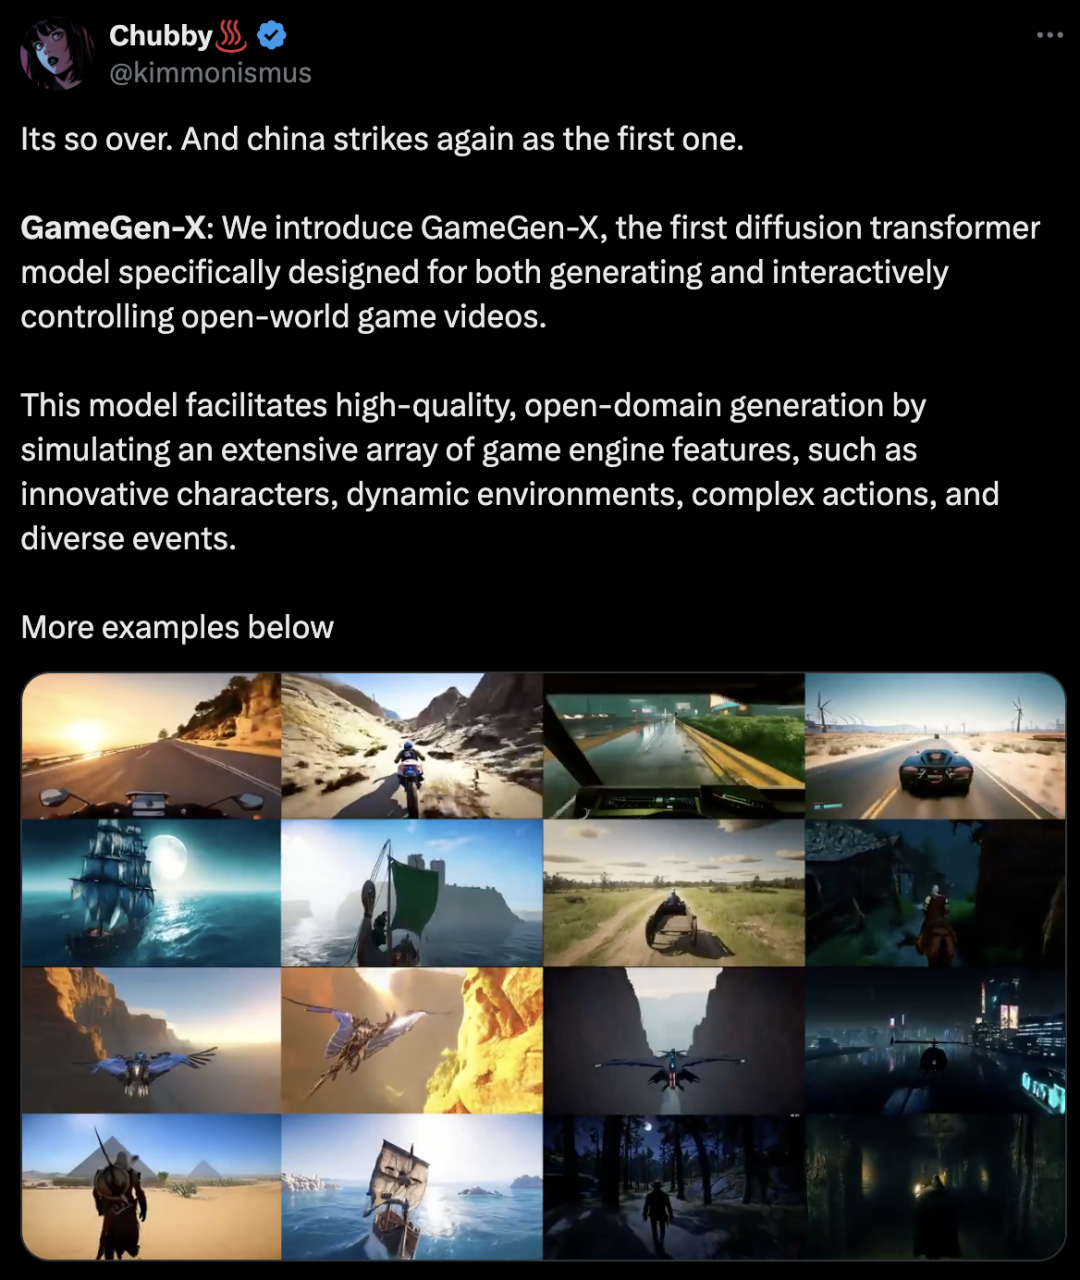 Chubby♨️
@kimmonismus
Its so over. And china strikes again as the first one.
GameGen-X: We introduce GameGen-X, the first diffusion transformer
model specifically designed for both generating and interactively
controlling open-world game videos.
This model facilitates high-quality, open-domain generation by
simulating an extensive array of game engine features, such as
innovative characters, dynamic environments, complex actions, and
diverse events.
More examples below